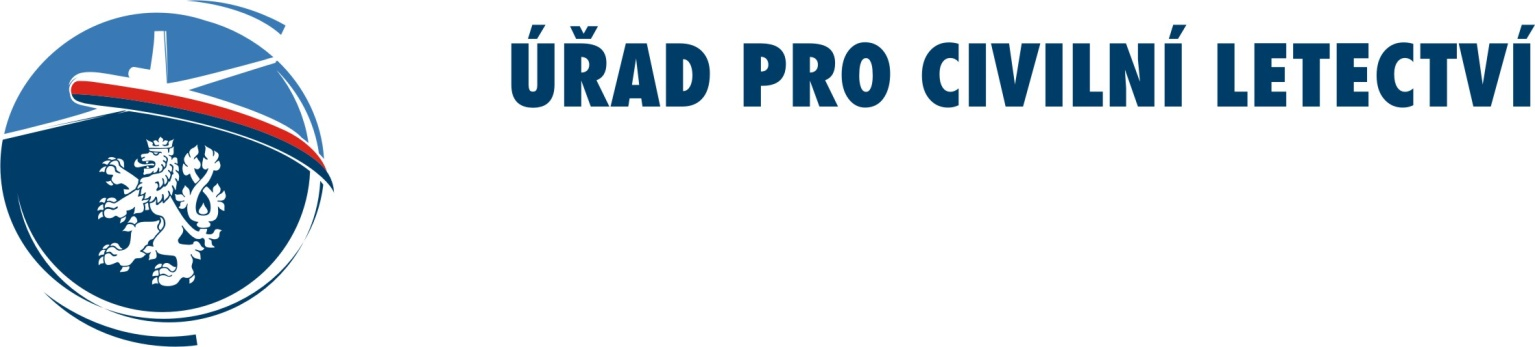 ÚŘAD PRO CIVILNÍ LETECTVÍ